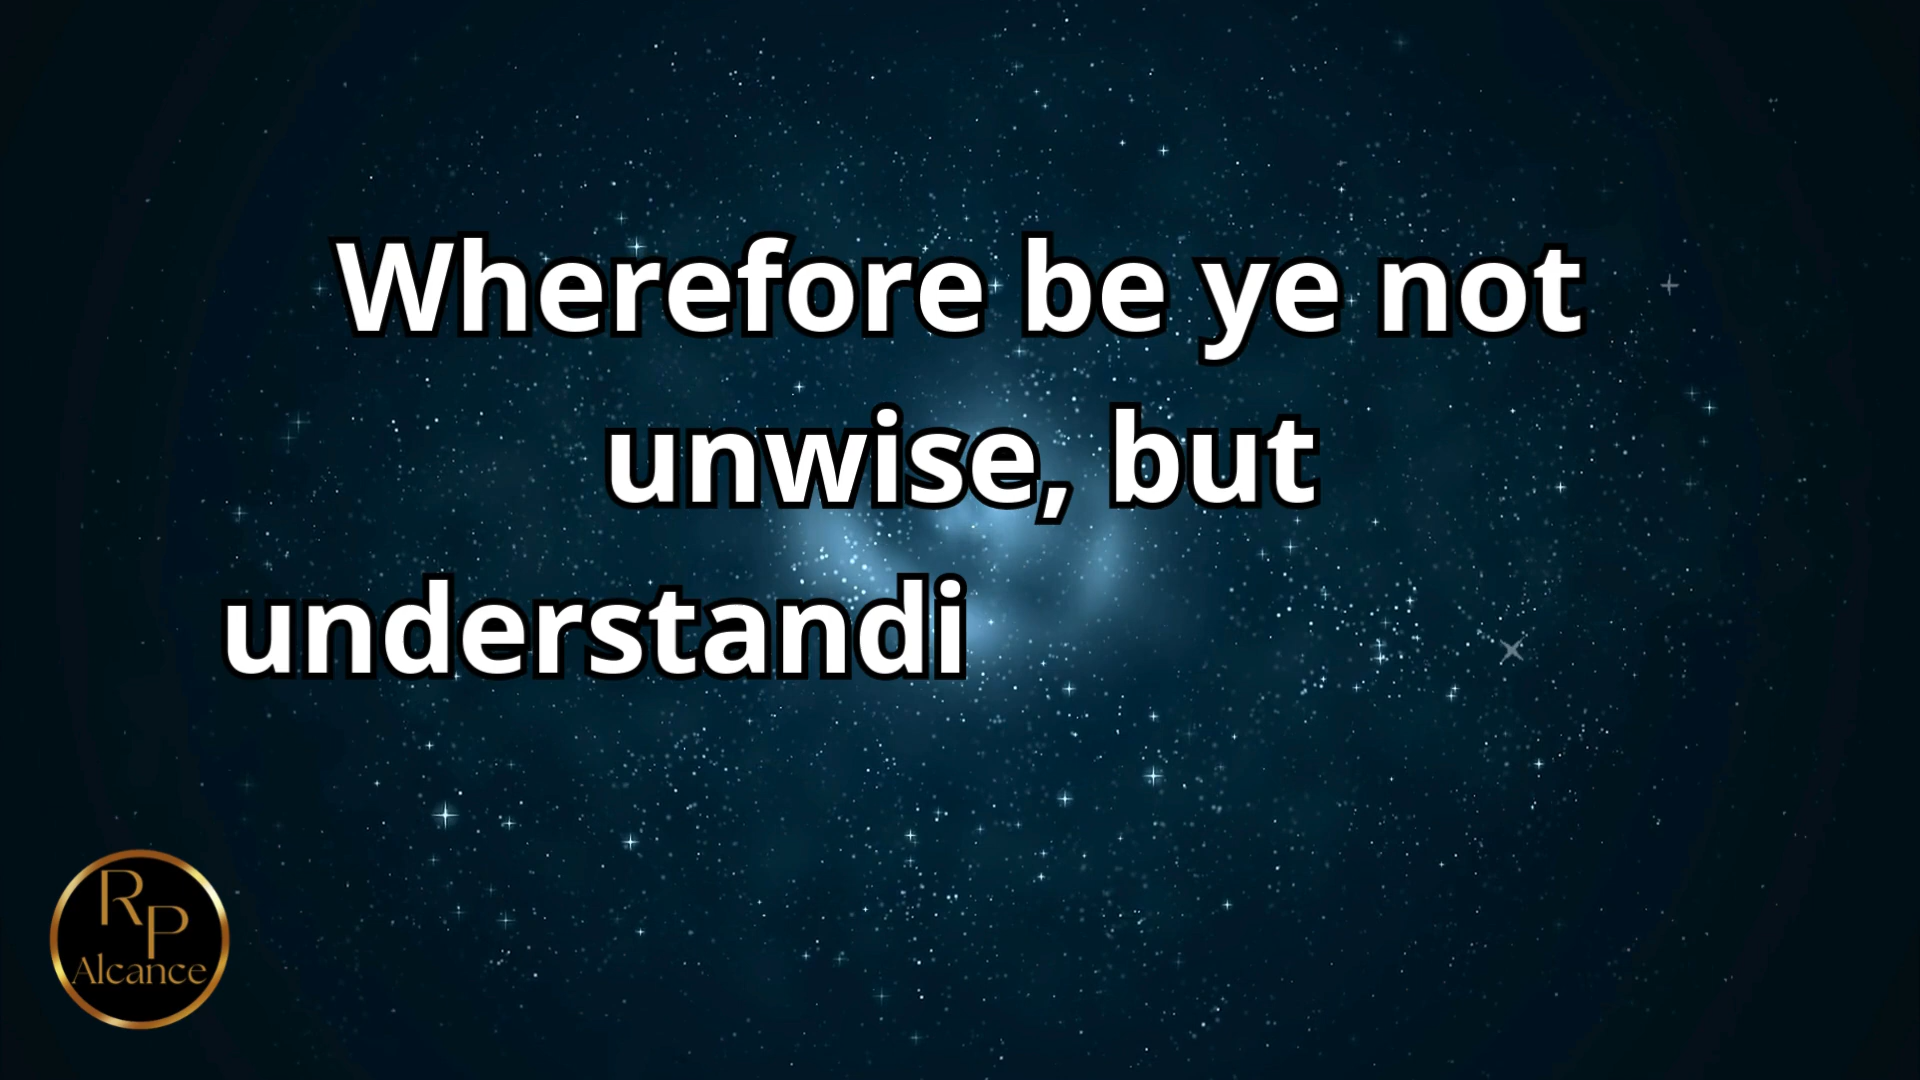 Wherefore be ye not
unwise, but
understandi
RP
Alcance